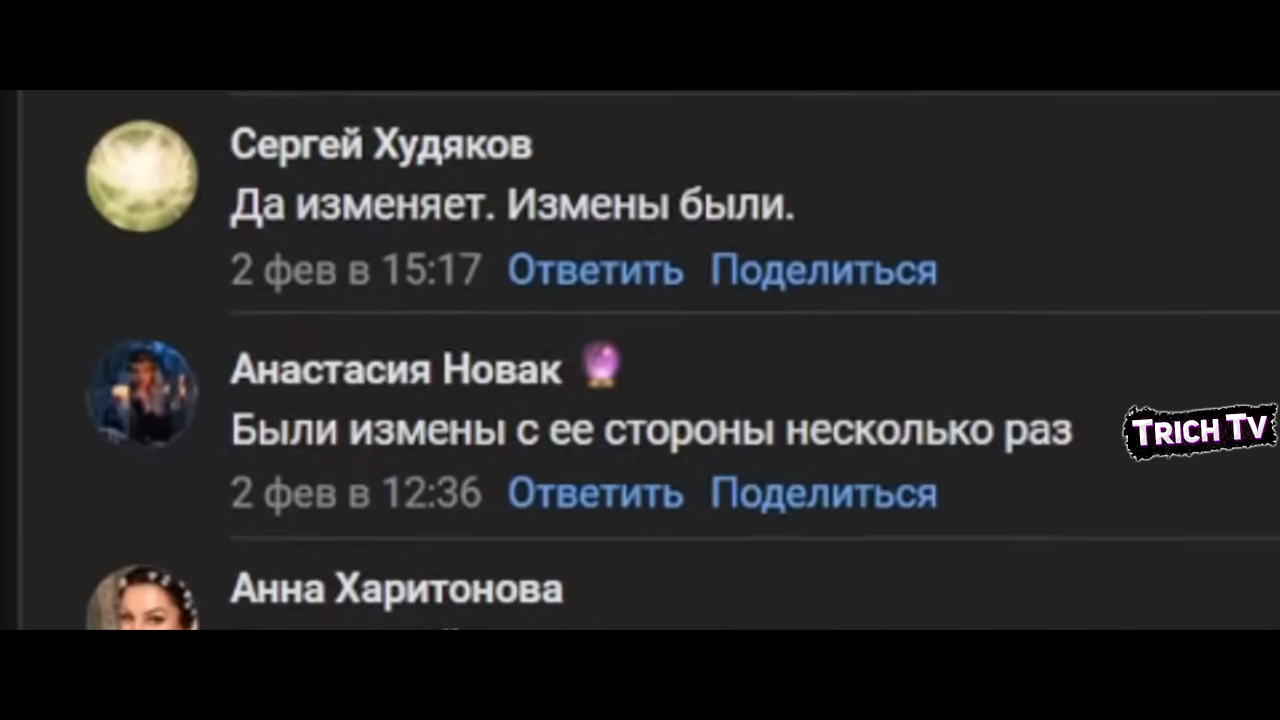 Сергей Худяков
Да изменяет. Измены были.
2 фев в 15:17 Ответить Поделиться
Анастасия Новак
Были измены с ее стороны несколько раз
TRICH TV
2 фев в 12:36 Ответить Поделиться
Анна Харитонова